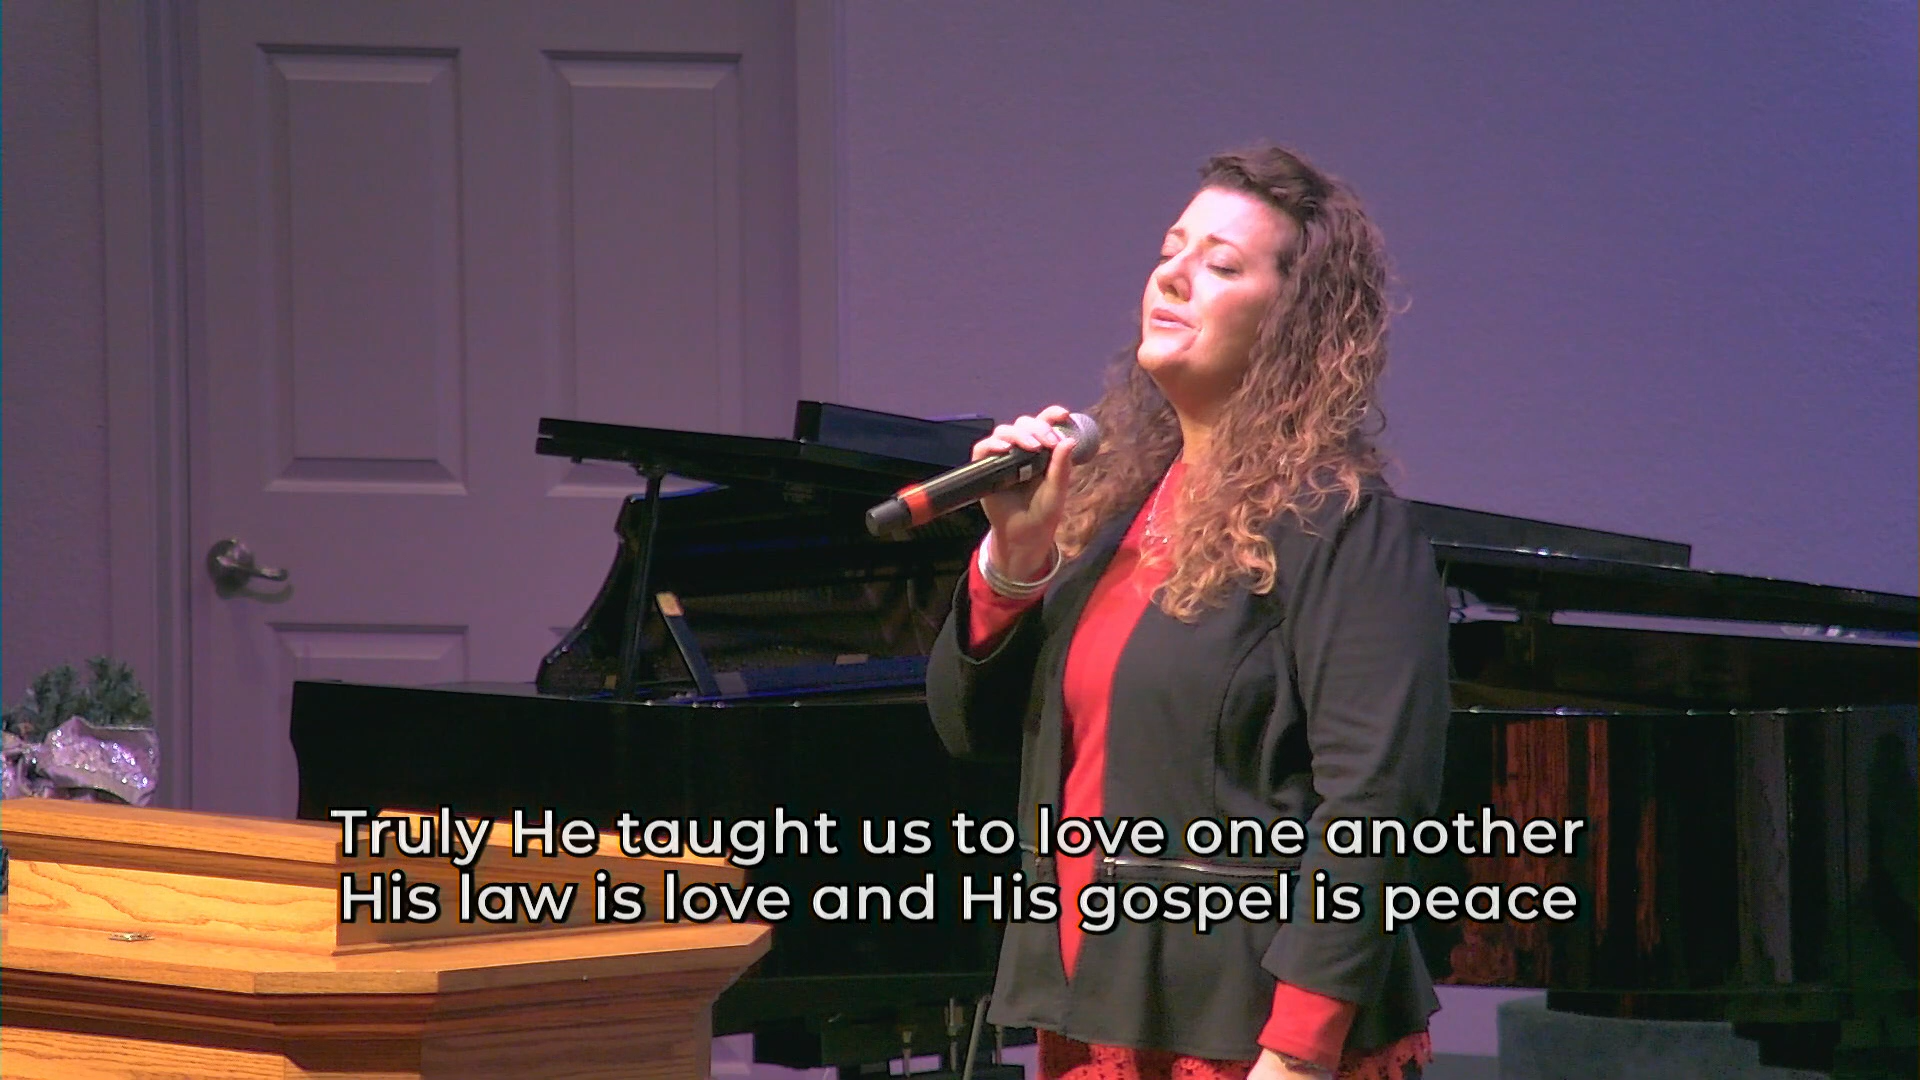 Truly He taught us to love one another
His law is love and His gospel is peace